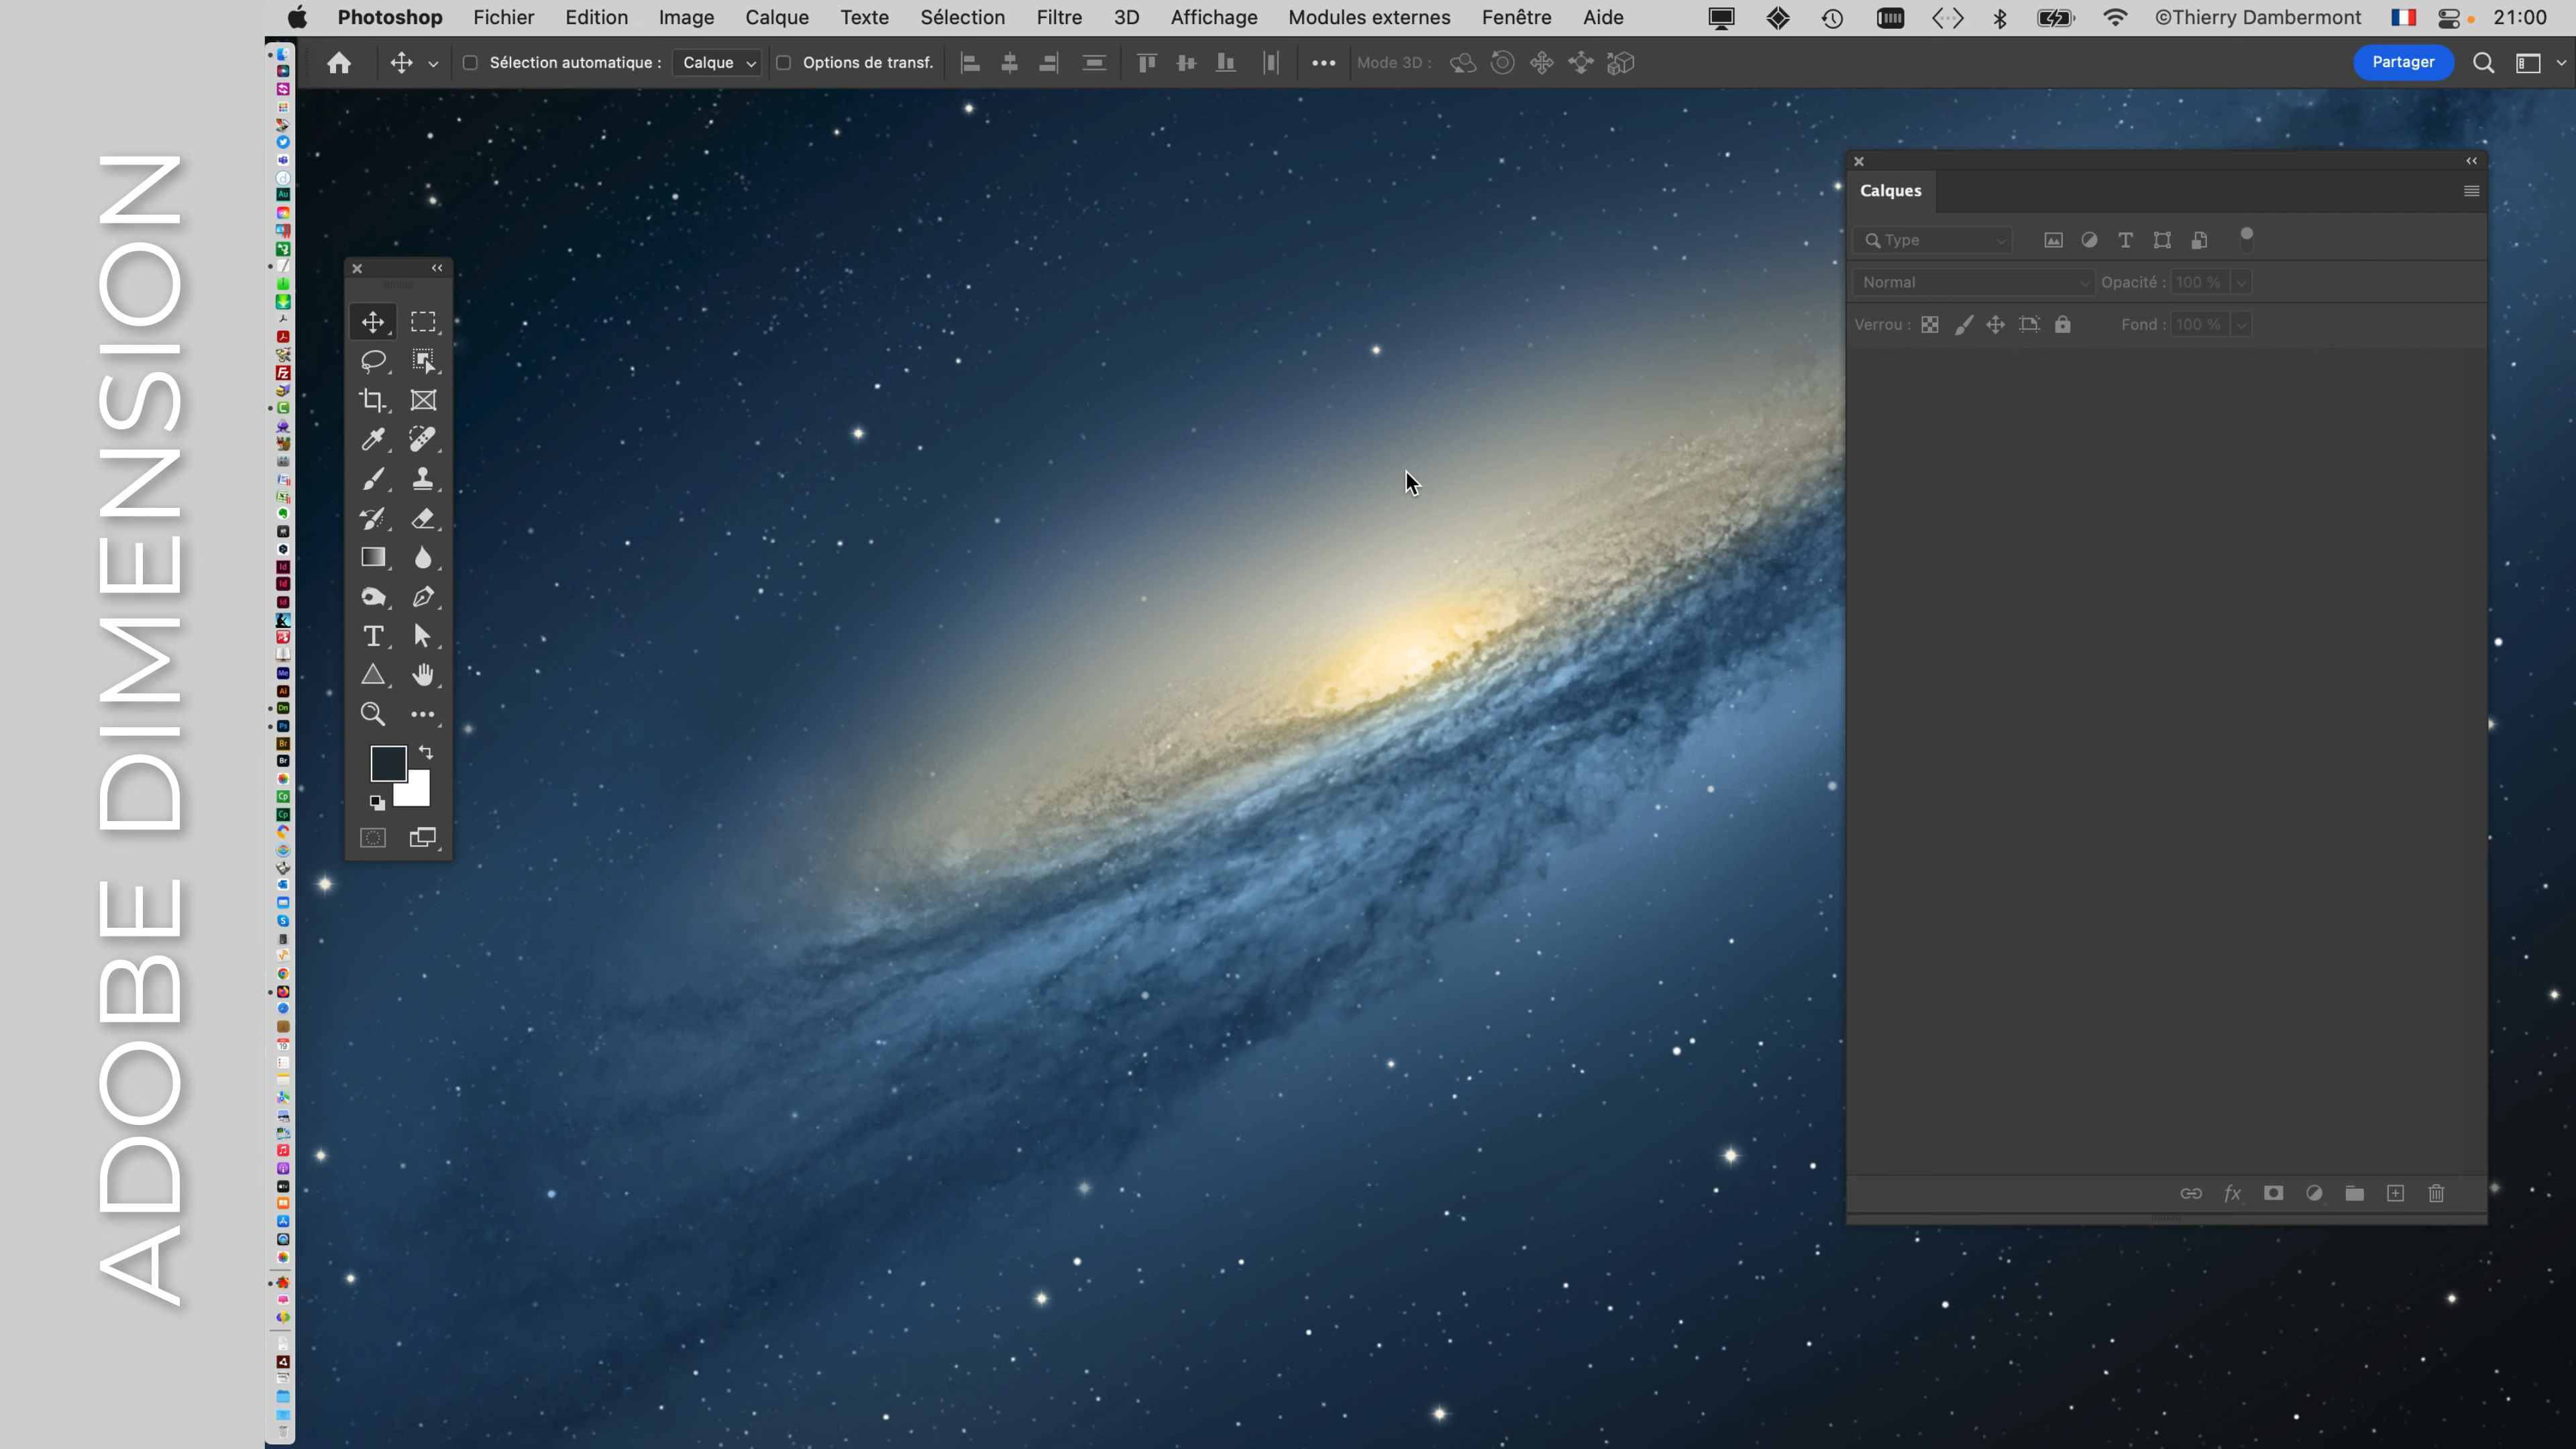 ADOBE DIMENSION
Photoshop Fichier Edition Image Calque Texte Sélection Filtre 3D Affichage Modules externes Fenêtre Aide ©Thierry Dambermont 21:00
Sélection automatique : Calque Options de transf. Mode 3D : Partager
Calques
Type
Normal Opacité : 100 %
Verrou : Fond : 100 %
fx